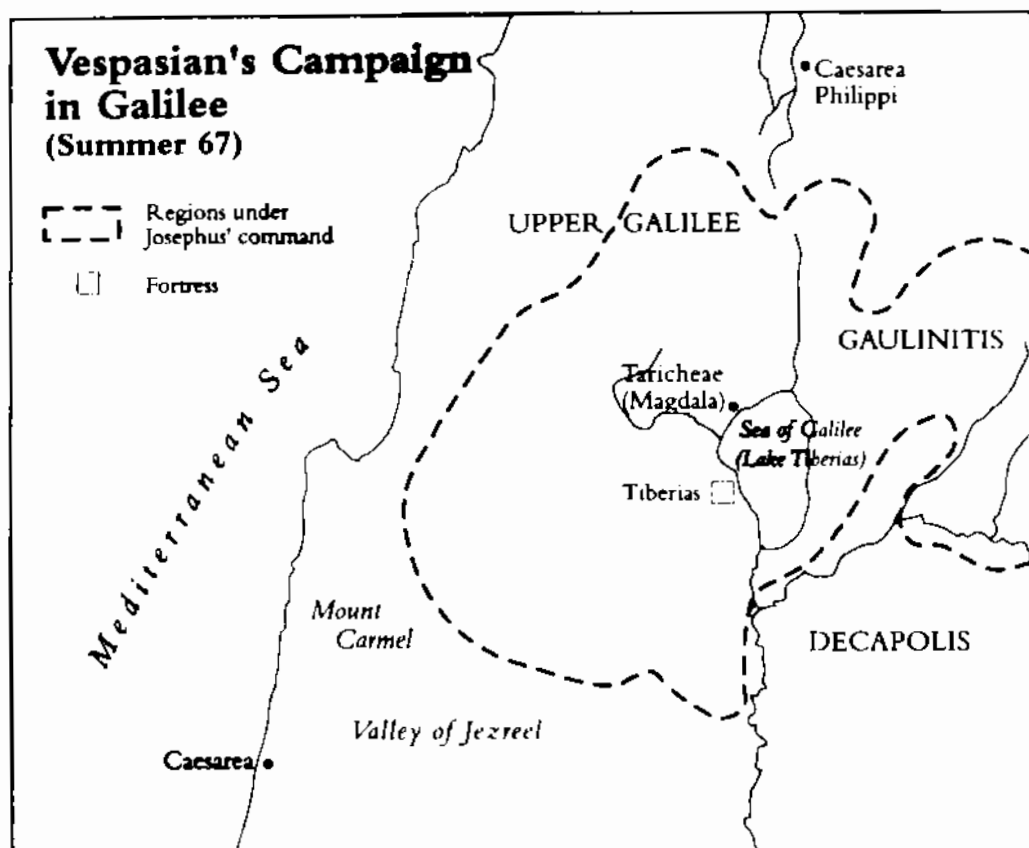 Vespasian's Campaign
in Galilee
(Summer 67)
Regions under
Josephus' command
Fortress
Caesarea
Philippi
UPPER GALILEE
GAULINITIS
Mediterranean Sea
Taricheae
(Magdala)
Sea of Galilee
(Lake Tiberias)
Tiberias
Mount
Carmel
DECAPOLIS
Valley of Jezreel
Caesarea